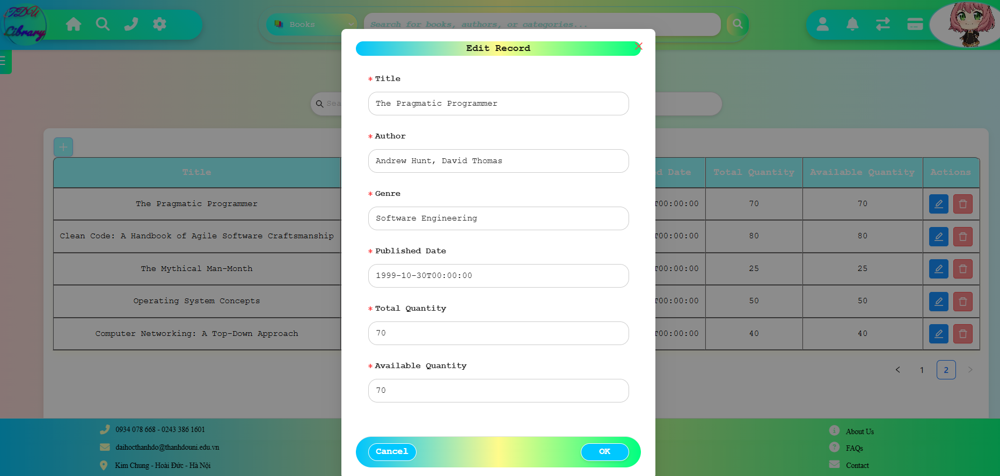 TDU
Library
Books
Search for books, authors, or categories...
Edit Record
* Title
The Pragmatic Programmer
* Author
Andrew Hunt, David Thomas
* Genre
Software Engineering
* Published Date
1999-10-30T00:00:00
* Total Quantity
70
* Available Quantity
70
Cancel
OK
Sea
Title
d Date
Total Quantity
Available Quantity
Actions
The Pragmatic Programmer
T00:00:00
70
70
Clean Code: A Handbook of Agile Software Craftsmanship
T00:00:00
80
80
The Mythical Man-Month
T00:00:00
25
25
Operating System Concepts
T00:00:00
50
50
Computer Networking: A Top-Down Approach
T00:00:00
40
40
< 1 2 >
0934 078 668 - 0243 386 1601
daihocthanhdo@thanhdouni.edu.vn
Kim Chung - Hoài Đức - Hà Nội
About Us
FAQs
Contact